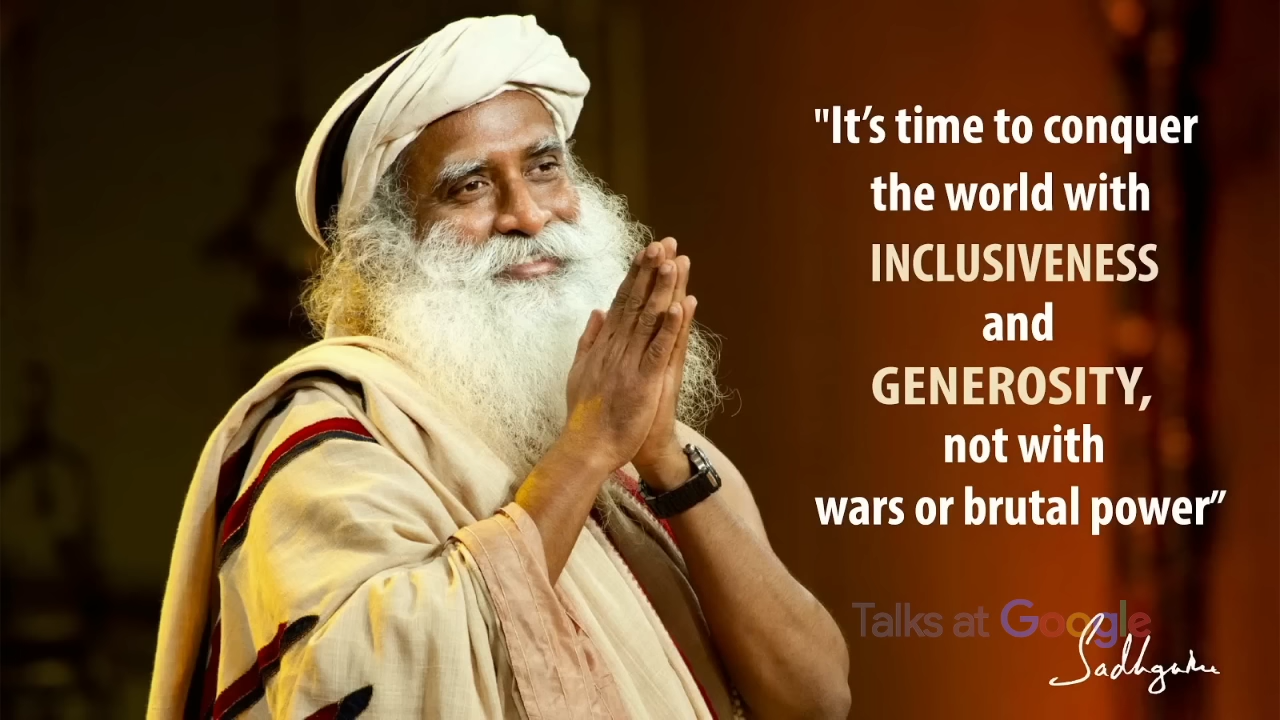 "It’s time to conquer
the world with
INCLUSIVENESS
and
GENEROSITY,
not with
wars or brutal power”
Talks at Google
Sadhguru